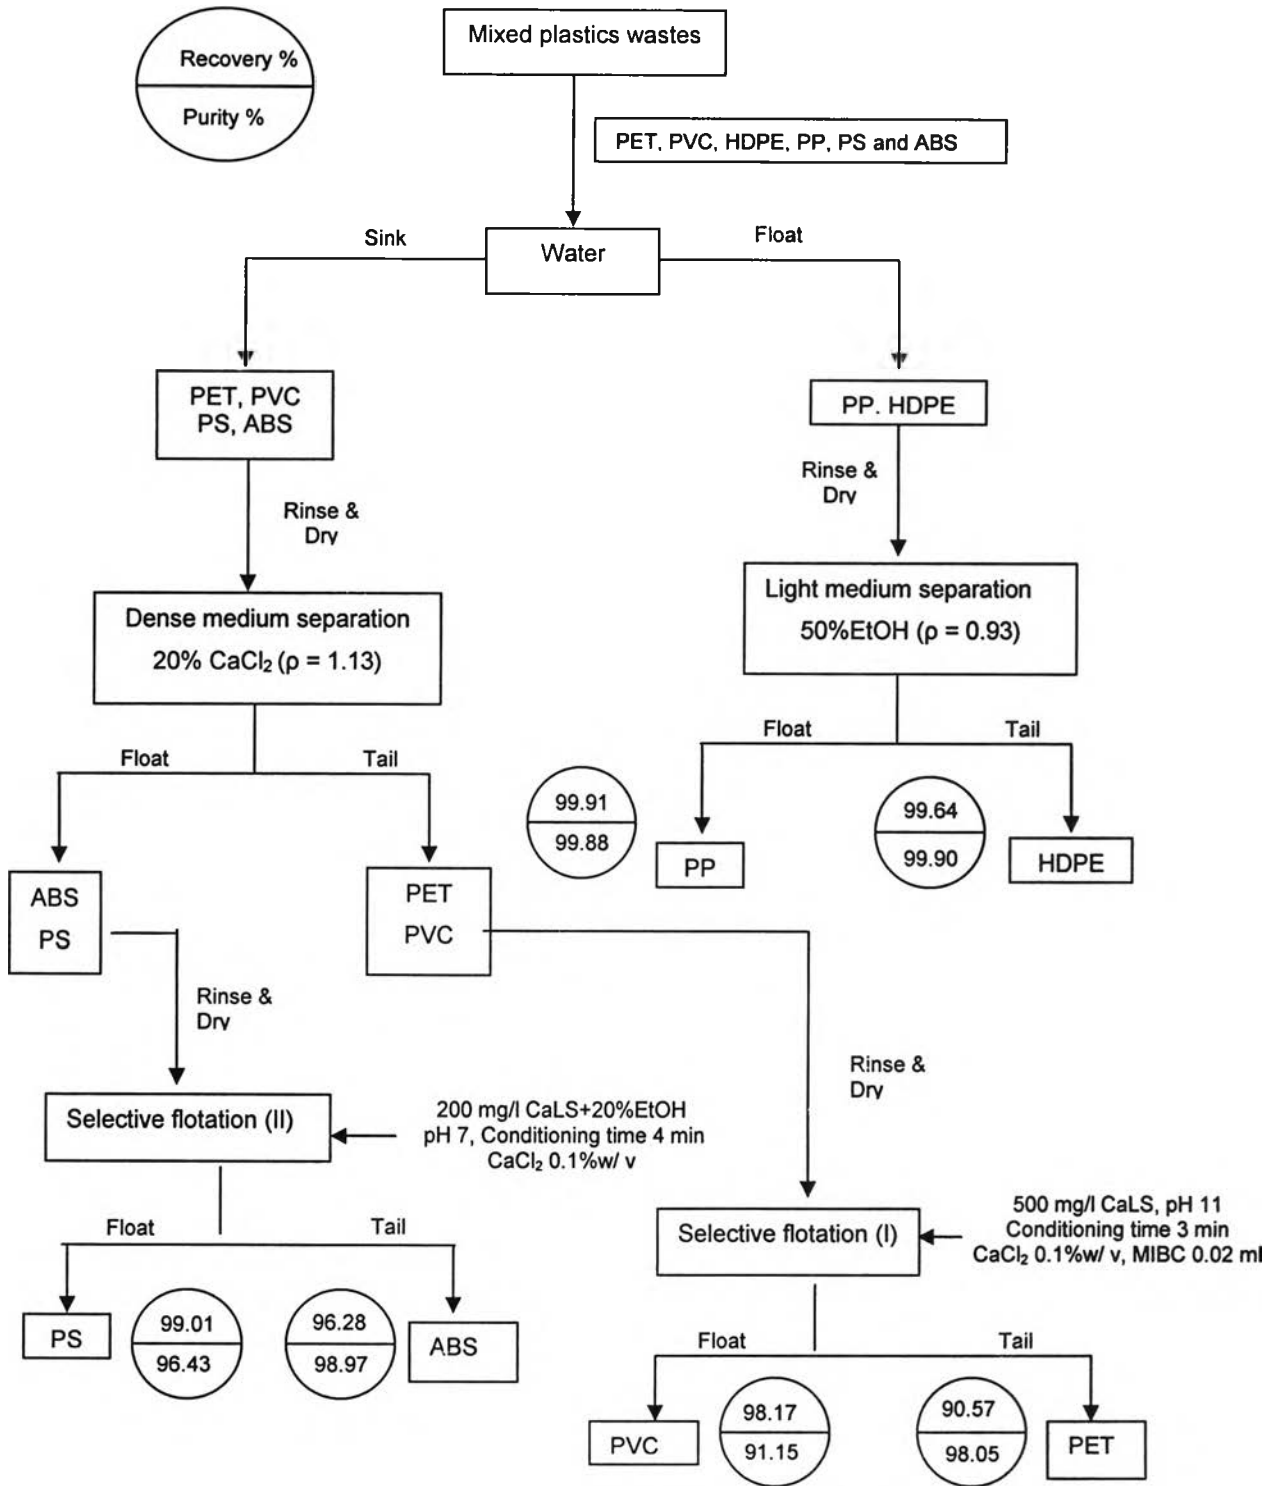 Recovery %
Purity %
Mixed plastics wastes
PET, PVC, HDPE, PP, PS and ABS
Sink
Water
Float
PET, PVC
PS, ABS
PP. HDPE
Rinse &
Dry
Rinse &
Dry
Dense medium separation
20% CaCl₂ (ρ = 1.13)
Light medium separation
50%EtOH (ρ = 0.93)
Float
Tail
Float
Tail
99.91
99.88
PP
99.64
99.90
HDPE
ABS
PS
PET
PVC
Rinse &
Dry
Rinse &
Dry
Selective flotation (II)
200 mg/l CaLS+20%EtOH
pH 7, Conditioning time 4 min
CaCl₂ 0.1%w/ v
Selective flotation (I)
500 mg/l CaLS, pH 11
Conditioning time 3 min
CaCl₂ 0.1%w/ v, MIBC 0.02 ml
Float
Tail
PS
99.01
96.43
96.28
98.97
ABS
Float
Tail
PVC
98.17
91.15
90.57
98.05
PET